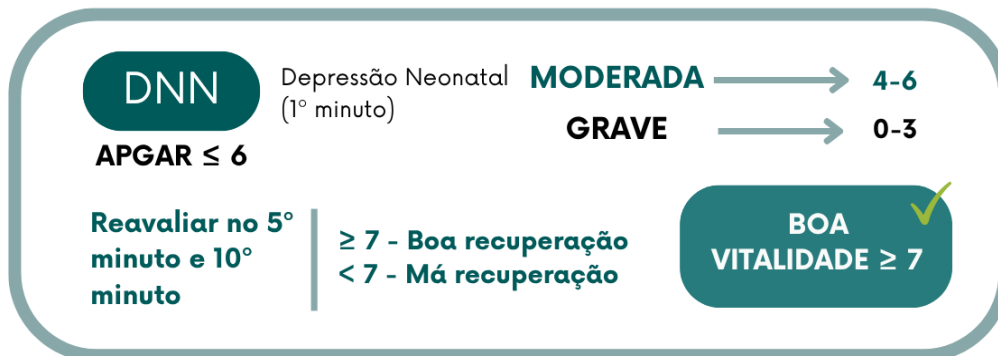 DNN
APGAR ≤ 6
Depressão Neonatal
(1º minuto)
MODERADA 4-6
GRAVE 0-3
Reavaliar no 5º
minuto e 10º
minuto
≥ 7 - Boa recuperação
< 7 - Má recuperação
BOA
VITALIDADE ≥ 7